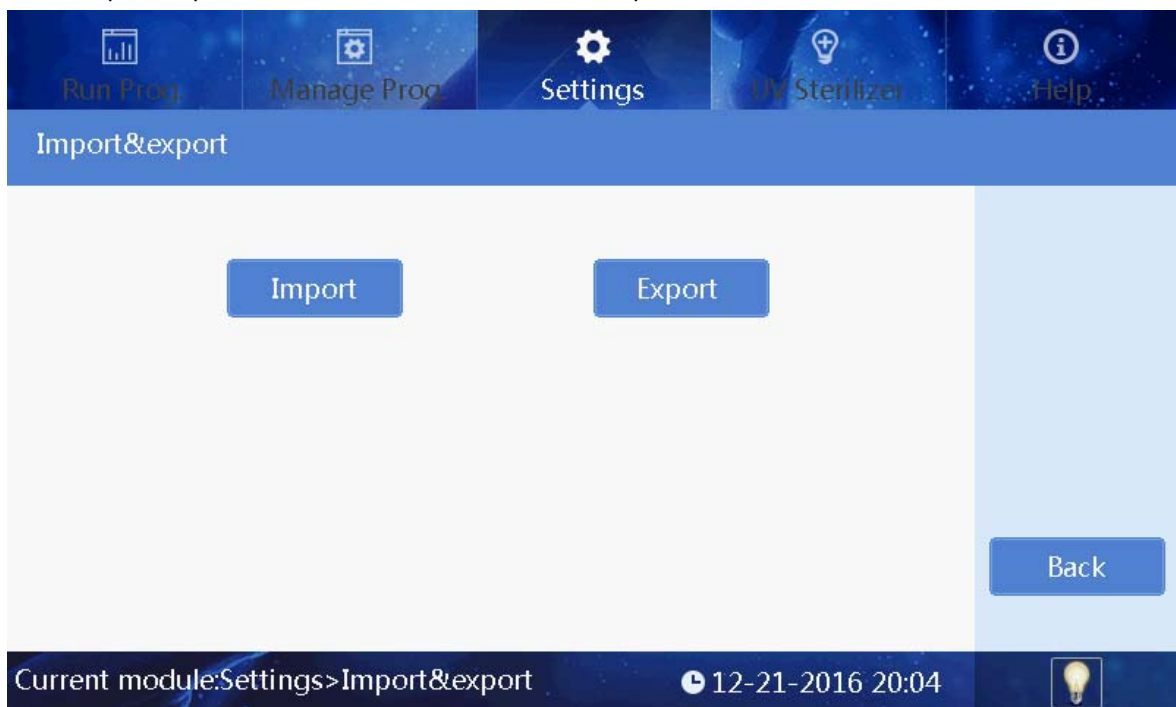 Run Prog.
Manage Prog.
Settings
UV Sterilizer
Help
Import&export
Import
Export
Back
Current module:Settings>Import&export
12-21-2016 20:04